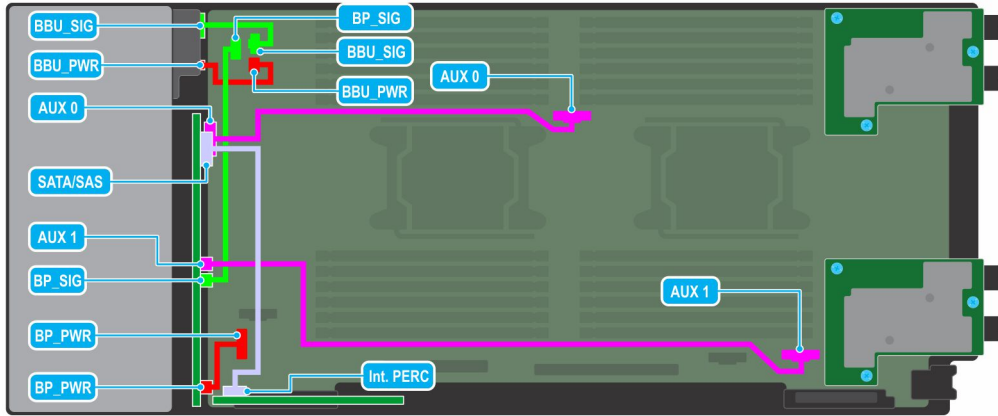 BBU_SIG
BP_SIG
BBU_SIG
BBU_PWR
AUX 0
BBU_PWR
AUX 0
SATA/SAS
AUX 1
BP_SIG
AUX 1
BP_PWR
Int. PERC
BP_PWR